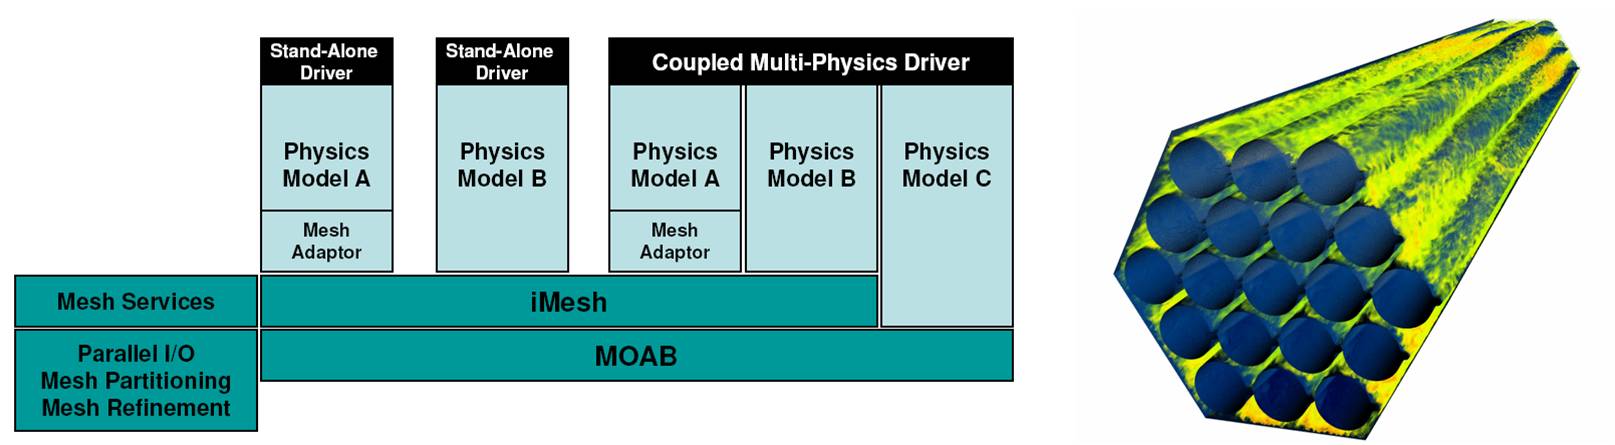 Stand-Alone
Driver
Stand-Alone
Driver
Coupled Multi-Physics Driver
Physics
Model A
Physics
Model B
Physics
Model A
Physics
Model B
Physics
Model C
Mesh
Adaptor
Mesh
Adaptor
Mesh Services
iMesh
Parallel I/O
Mesh Partitioning
Mesh Refinement
MOAB